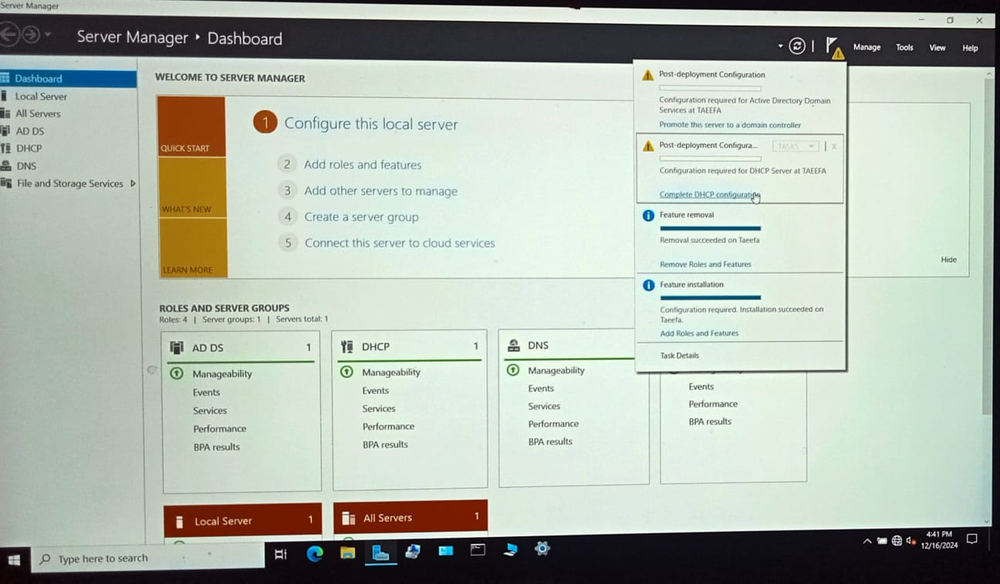 Server Manager
Server Manager • Dashboard
Manage Tools View Help
Dashboard
Local Server
All Servers
AD DS
DHCP
DNS
File and Storage Services
WELCOME TO SERVER MANAGER
QUICK START
WHAT'S NEW
LEARN MORE
1 Configure this local server
2 Add roles and features
3 Add other servers to manage
4 Create a server group
5 Connect this server to cloud services
Hide
Post-deployment Configuration
Configuration required for Active Directory Domain
Services at TAEEFA
Promote this server to a domain controller
Post-deployment Configura... TASKS X
Configuration required for DHCP Server at TAEEFA
Complete DHCP configuration
Feature removal
Removal succeeded on Taeefa
Remove Roles and Features
Feature installation
Configuration required. Installation succeeded on
Taeefa.
Add Roles and Features
Task Details
ROLES AND SERVER GROUPS
Roles: 4 | Server groups: 1 | Servers total: 1
AD DS 1
Manageability
Events
Services
Performance
BPA results
DHCP 1
Manageability
Events
Services
Performance
BPA results
DNS
Manageability
Events
Services
Performance
BPA results
Events
Performance
BPA results
Local Server 1
All Servers 1
Type here to search
4:41 PM
12/16/2024